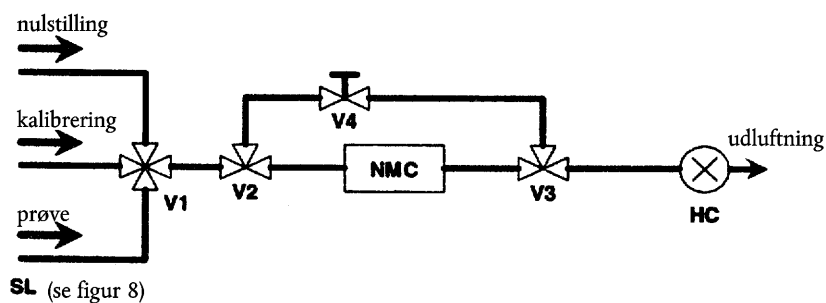 nulstilling
kalibrering
V4
udluftning
NMC
V1
V2
V3
HC
prøve
SL (se figur 8)